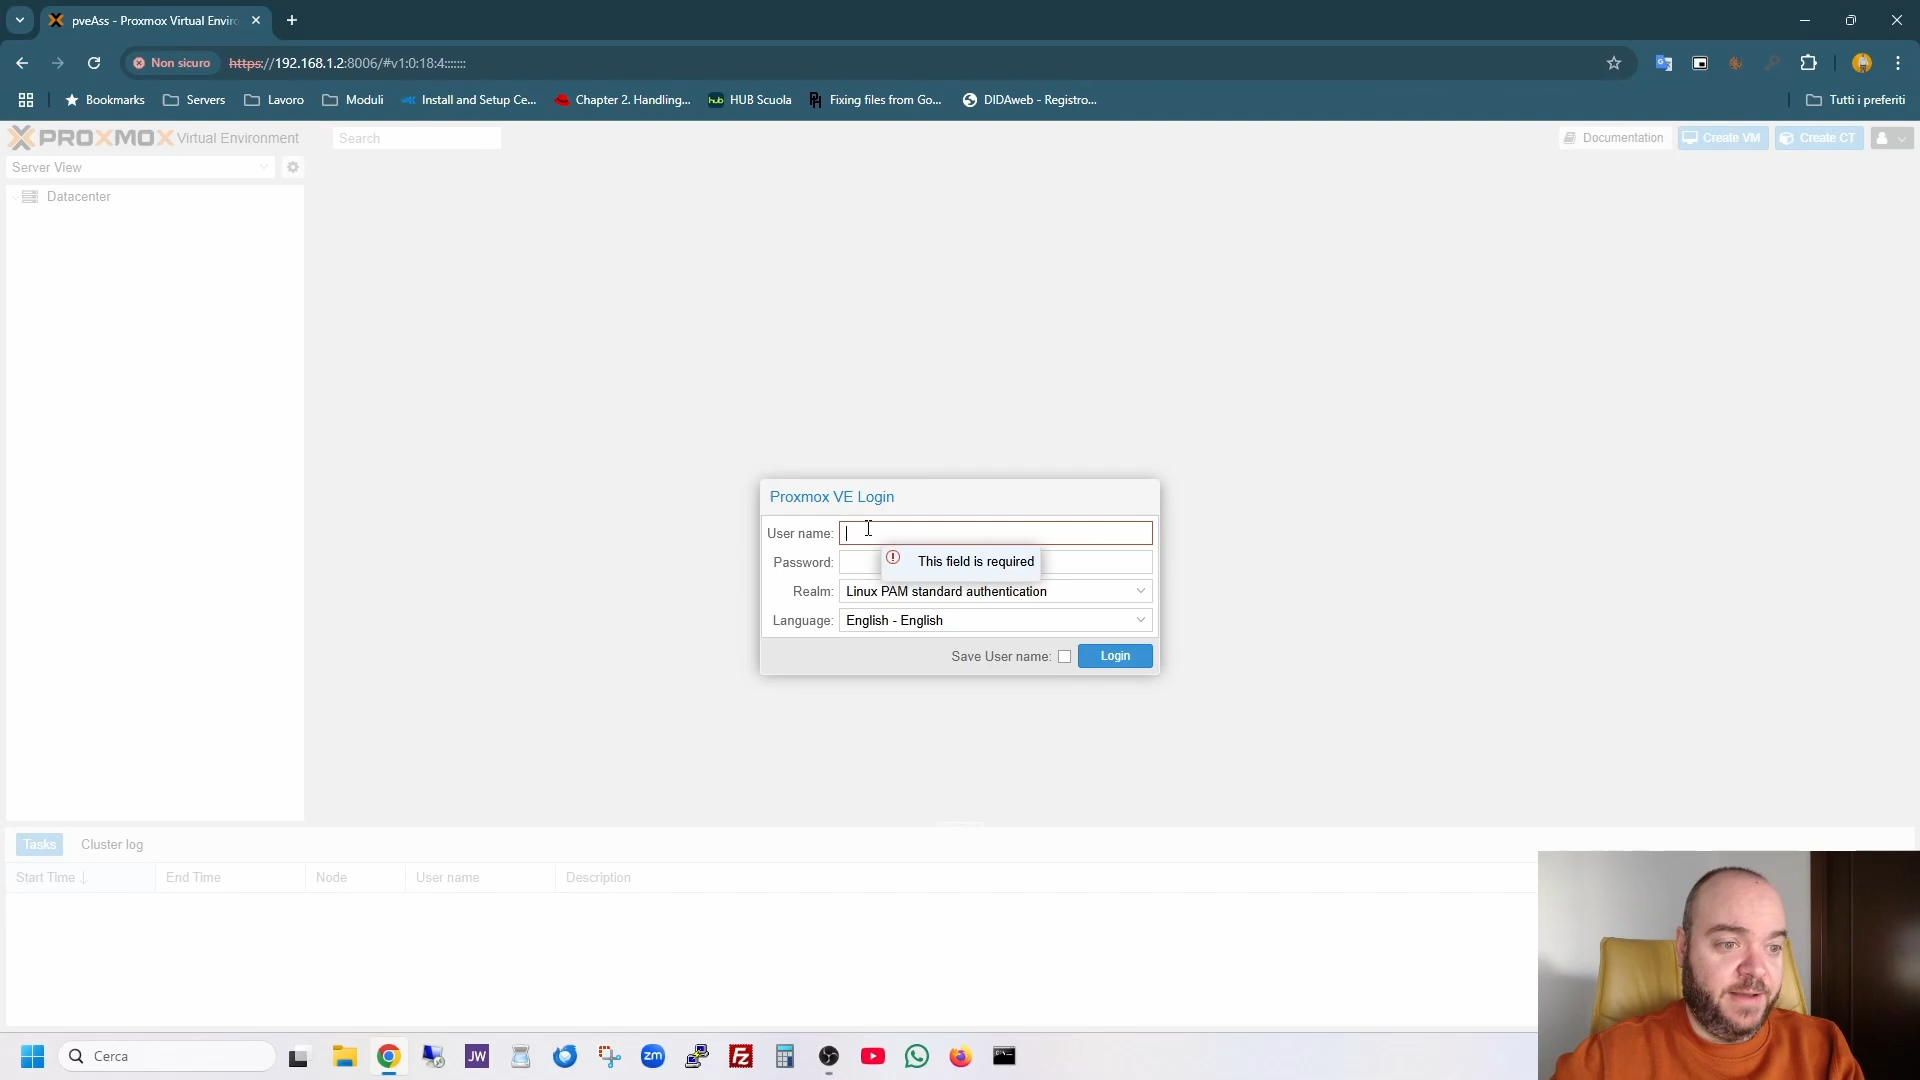 pveAss - Proxmox Virtual Enviro
Non sicuro
https://192.168.1.2:8006/#v1:0:18:4:::::::
Bookmarks
Servers
Lavoro
Moduli
Install and Setup Ce...
Chapter 2. Handling...
hub HUB Scuola
Fixing files from Go...
DIDAweb - Registro...
Tutti i preferiti
PROXMOX Virtual Environment
Search
Documentation
Create VM
Create CT
Server View
Datacenter
Proxmox VE Login
User name:
Password:
This field is required
Realm: Linux PAM standard authentication
Language: English - English
Save User name:
Login
Tasks
Cluster log
Start Time
End Time
Node
User name
Description
Cerca
JW
zm
FZ